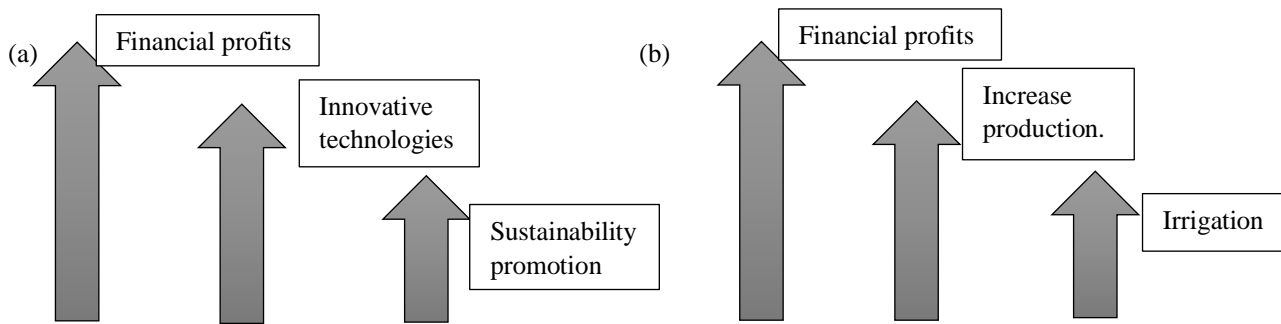 (a)
Financial profits
Innovative
technologies
Sustainability
promotion
(b)
Financial profits
Increase
production.
Irrigation